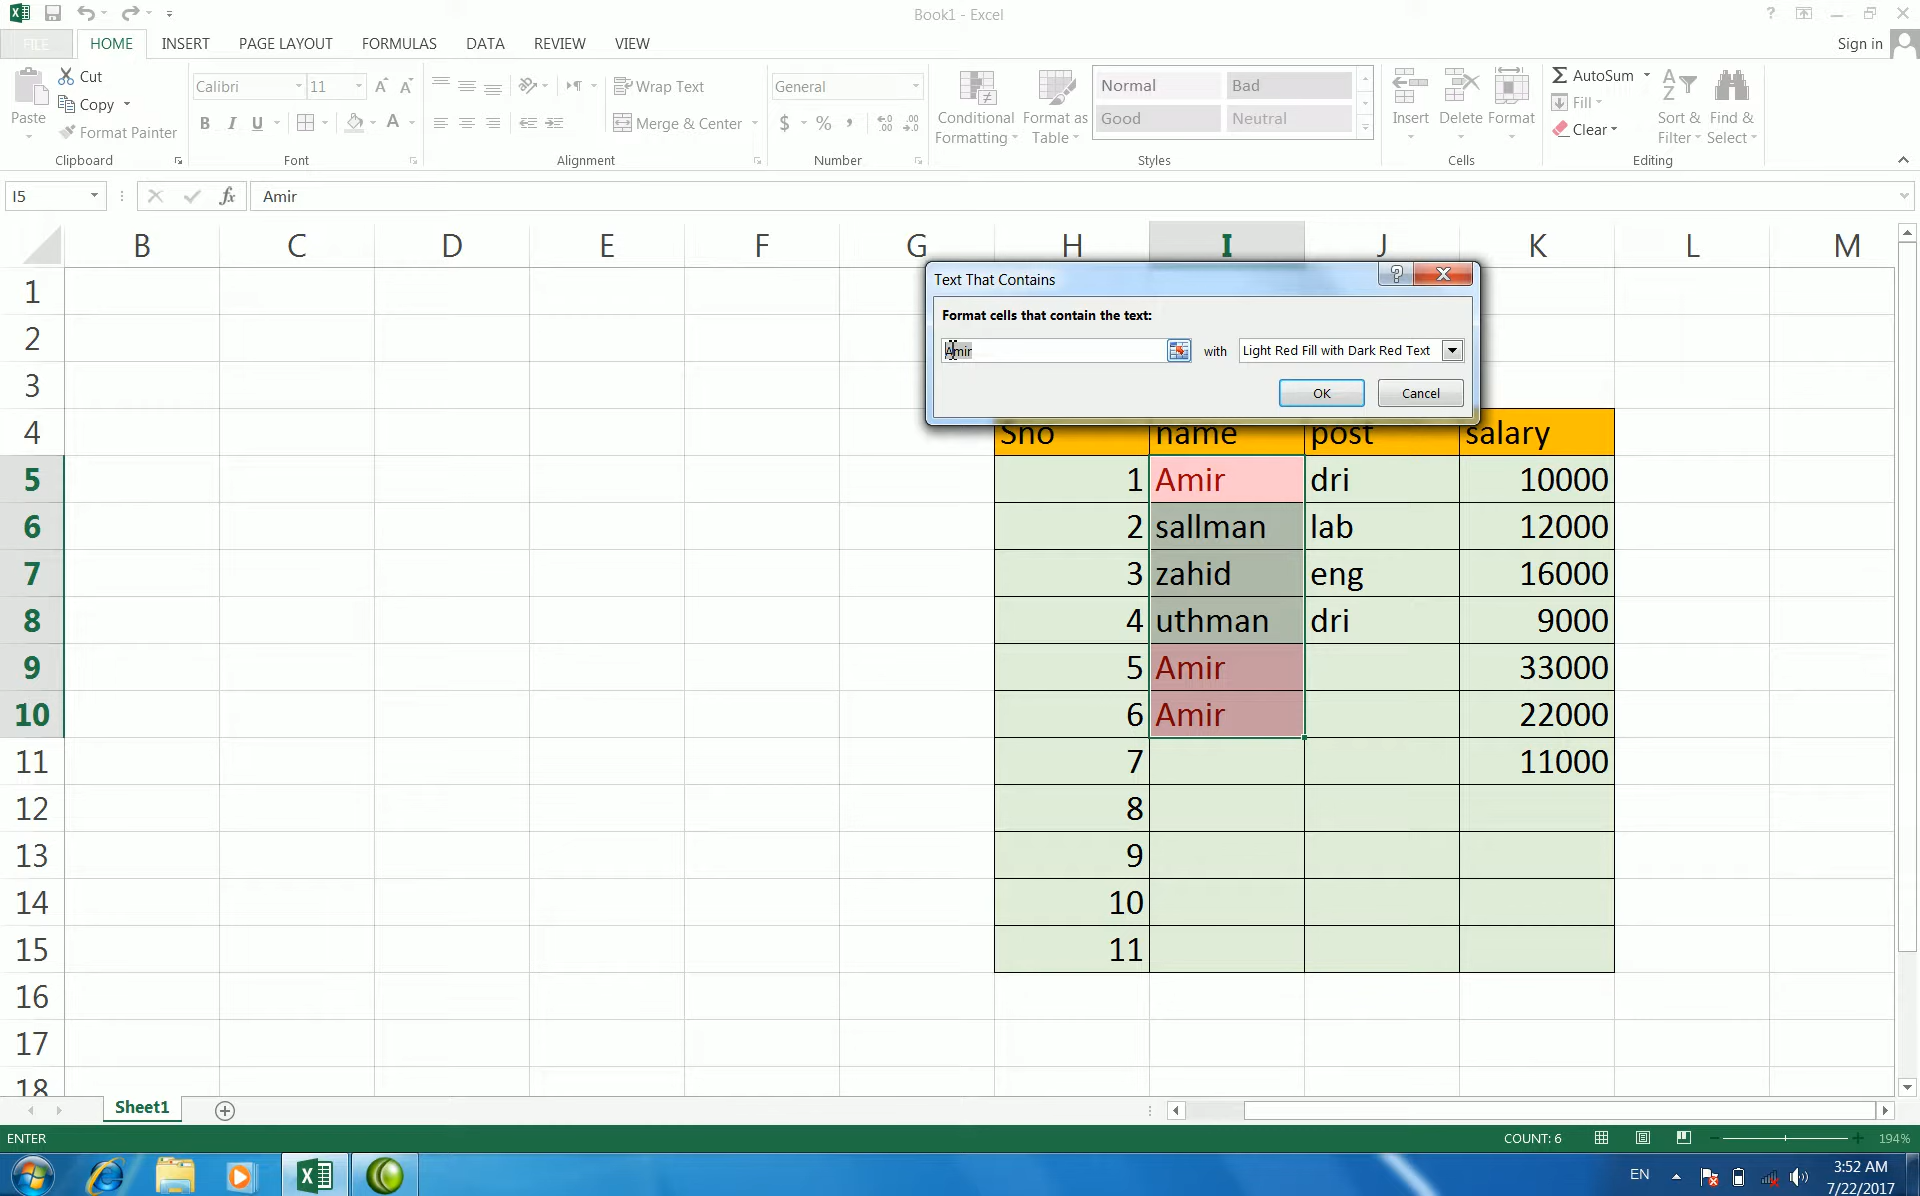 Book1 - Excel
FILE HOME INSERT PAGE LAYOUT FORMULAS DATA REVIEW VIEW
Sign in
Paste
Cut
Copy
Format Painter
Clipboard
Calibri 11
B I U
Font
Wrap Text
Merge & Center
Alignment
General
$ % ,
Number
Conditional Formatting
Format as Table
Normal Bad
Good Neutral
Styles
Insert Delete Format
Cells
AutoSum
Fill
Clear
Sort & Filter
Find & Select
Editing
I5 fx Amir
B C D E F G H I J K L M
Text That Contains
Format cells that contain the text:
Amir with Light Red Fill with Dark Red Text
OK Cancel
1
2
3
4 Sno name post salary
5 1 Amir dri 10000
6 2 sallman lab 12000
7 3 zahid eng 16000
8 4 uthman dri 9000
9 5 Amir 33000
10 6 Amir 22000
11 7 11000
12 8
13 9
14 10
15 11
16
17
18
Sheet1
ENTER COUNT: 6 194%
EN 3:52 AM
7/22/2017